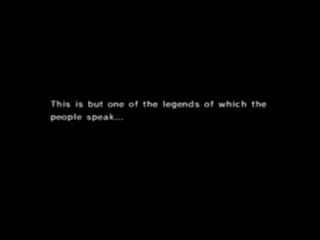 This is but one of the legends of which the
people speak...